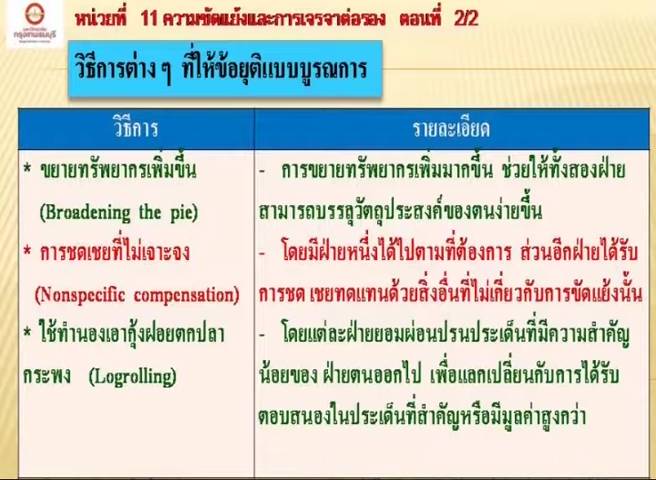 หน่วยที่ 11 ความขัดแย้งและการเจรจาต่อรอง ตอนที่ 2/2
กรุงเทพธนบุรี
วิธีการต่าง ๆ ที่ให้ข้อยุติแบบบูรณการ
วิธีการ
รายละเอียด
* ขยายทรัพยากรเพิ่มขึ้น
(Broadening the pie)
- การขยายทรัพยากรเพิ่มมากขึ้น ช่วยให้ทั้งสองฝ่าย
สามารถบรรลุวัตถุประสงค์ของตนง่ายขึ้น
* การชดเชยที่ไม่เจาะจง
(Nonspecific compensation)
- โดยมีฝ่ายหนึ่งได้ไปตามที่ต้องการ ส่วนอีกฝ่ายได้รับ
การชด เชยทดแทนด้วยสิ่งอื่นที่ไม่เกี่ยวกับการขัดแย้งนั้น
* ใช้ทำนองเอากุ้งฝอยตกปลา
กระพง (Logrolling)
- โดยแต่ละฝ่ายยอมผ่อนปรนประเด็นที่มีความสำคัญ
น้อยของ ฝ่ายตนออกไป เพื่อแลกเปลี่ยนกับการได้รับ
ตอบสนองในประเด็นที่สำคัญหรือมีมูลค่าสูงกว่า